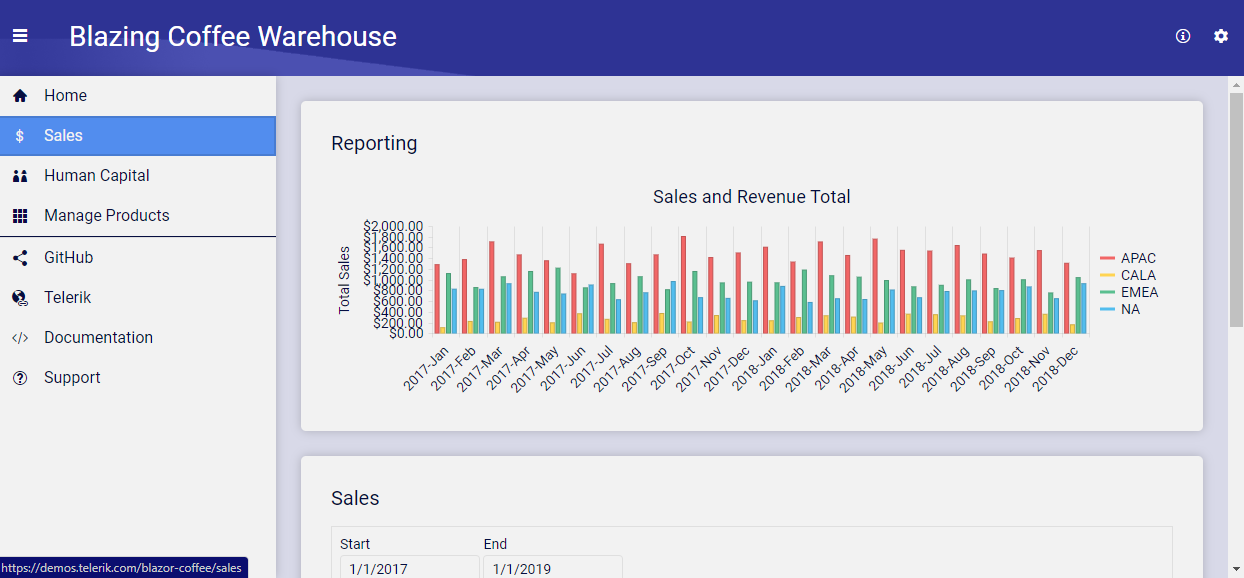 Blazing Coffee Warehouse
Home
$ Sales
Human Capital
Manage Products
GitHub
Telerik
</> Documentation
Support
Reporting
Sales and Revenue Total
Total Sales
$2,000.00
$1,800.00
$1,600.00
$1,400.00
$1,200.00
$1,000.00
$800.00
$600.00
$400.00
$200.00
$0.00
2017-Jan
2017-Feb
2017-Mar
2017-Apr
2017-May
2017-Jun
2017-Jul
2017-Aug
2017-Sep
2017-Oct
2017-Nov
2017-Dec
2018-Jan
2018-Feb
2018-Mar
2018-Apr
2018-May
2018-Jun
2018-Jul
2018-Aug
2018-Sep
2018-Oct
2018-Nov
2018-Dec
APAC
CALA
EMEA
NA
Sales
Start End
1/1/2017 1/1/2019
https://demos.telerik.com/blazor-coffee/sales